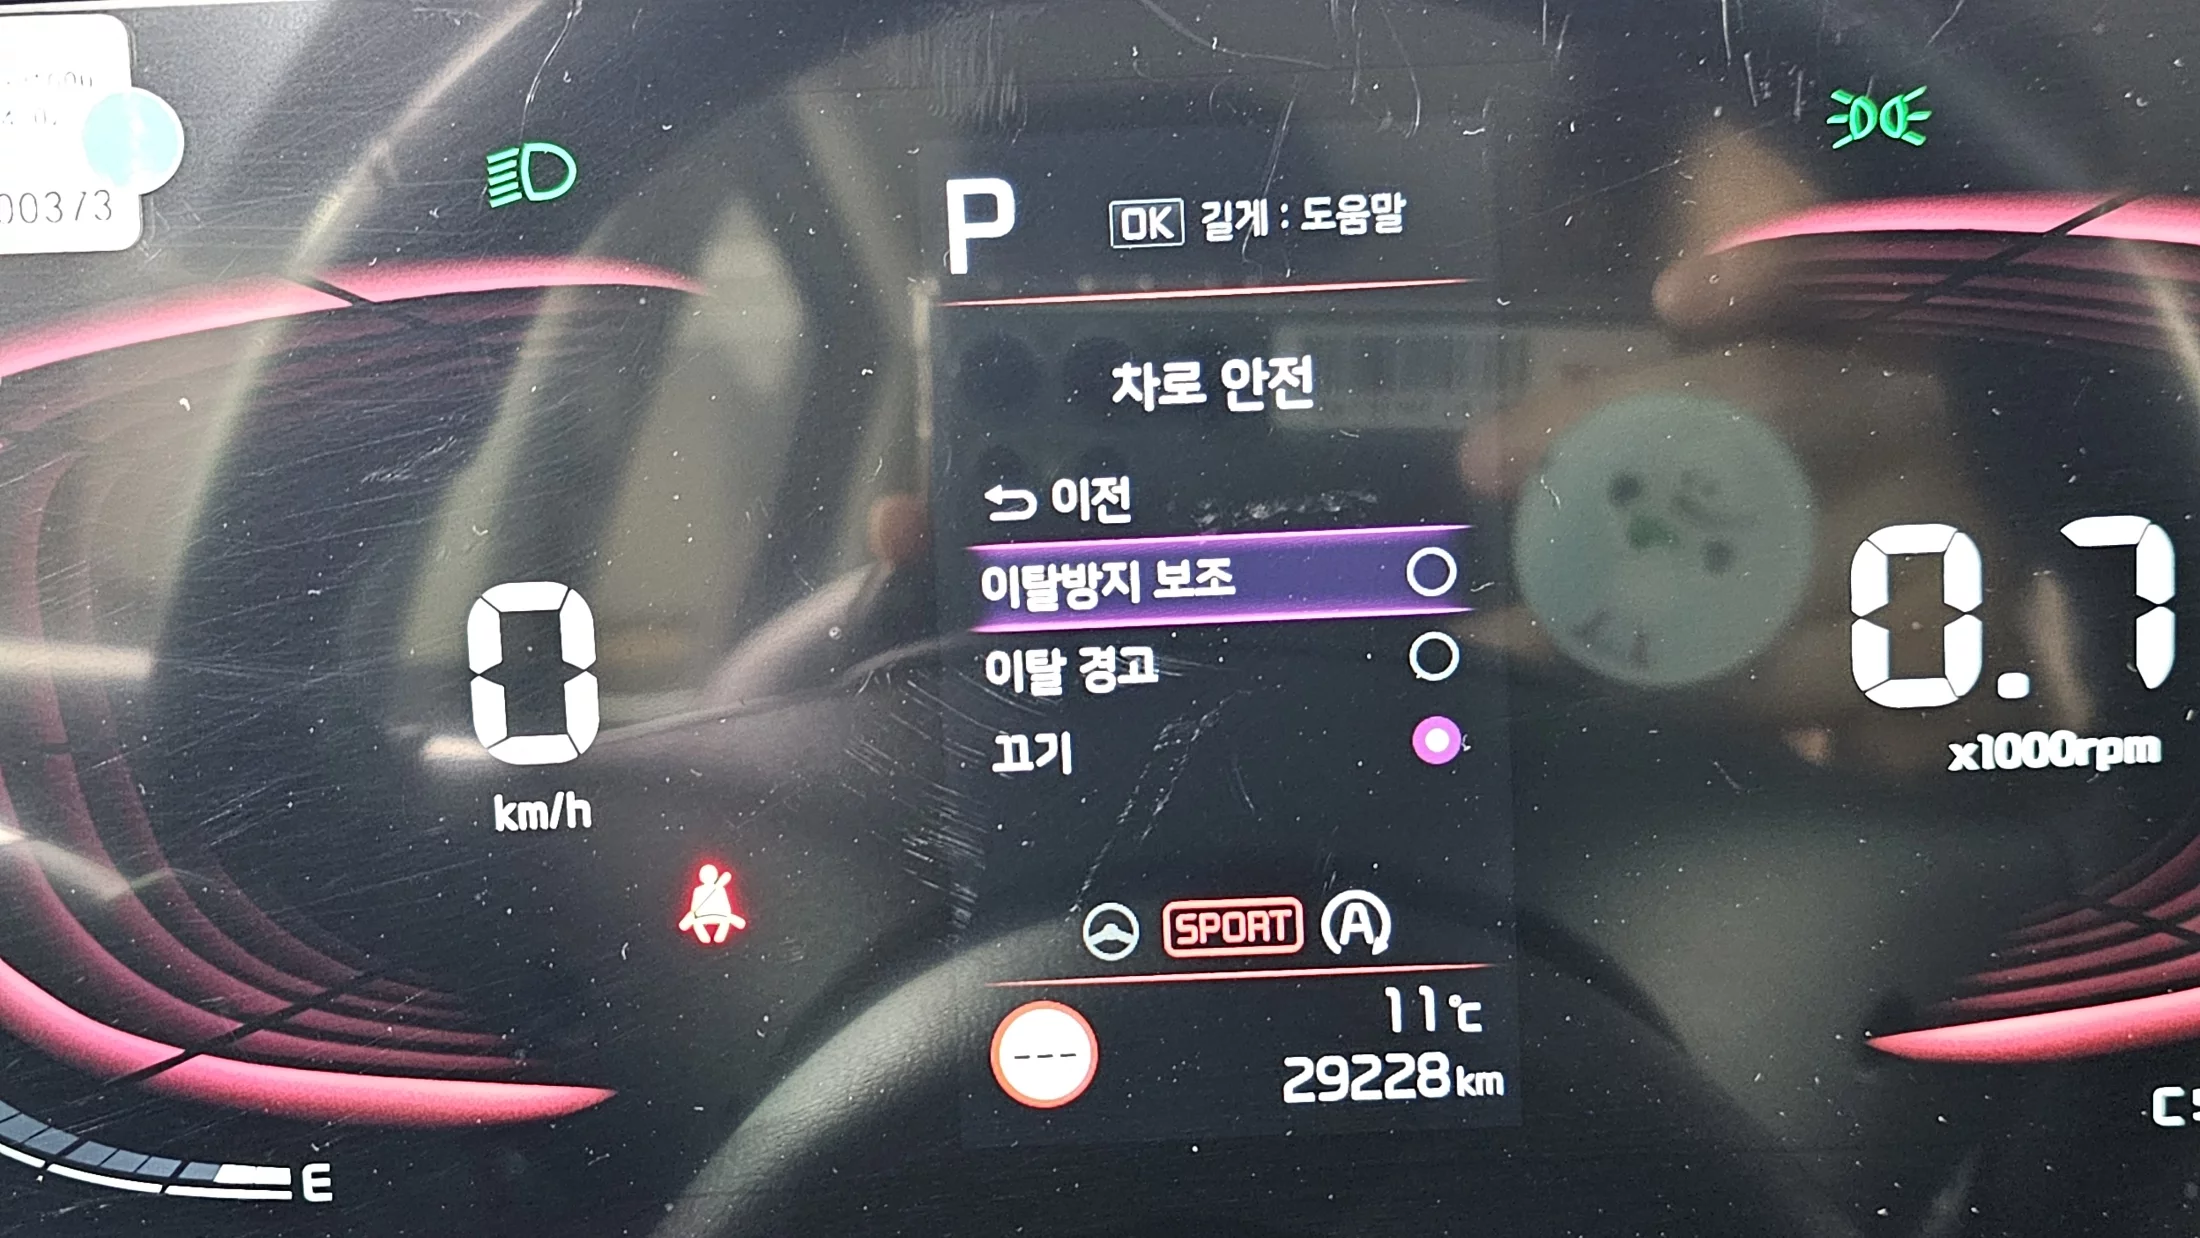 00373
P
OK 길게 : 도움말
차로 안전
이전
이탈방지 보조
이탈 경고
끄기
0
km/h
0.7
x1000rpm
SPORT
A
---
11℃
29228km
E
C